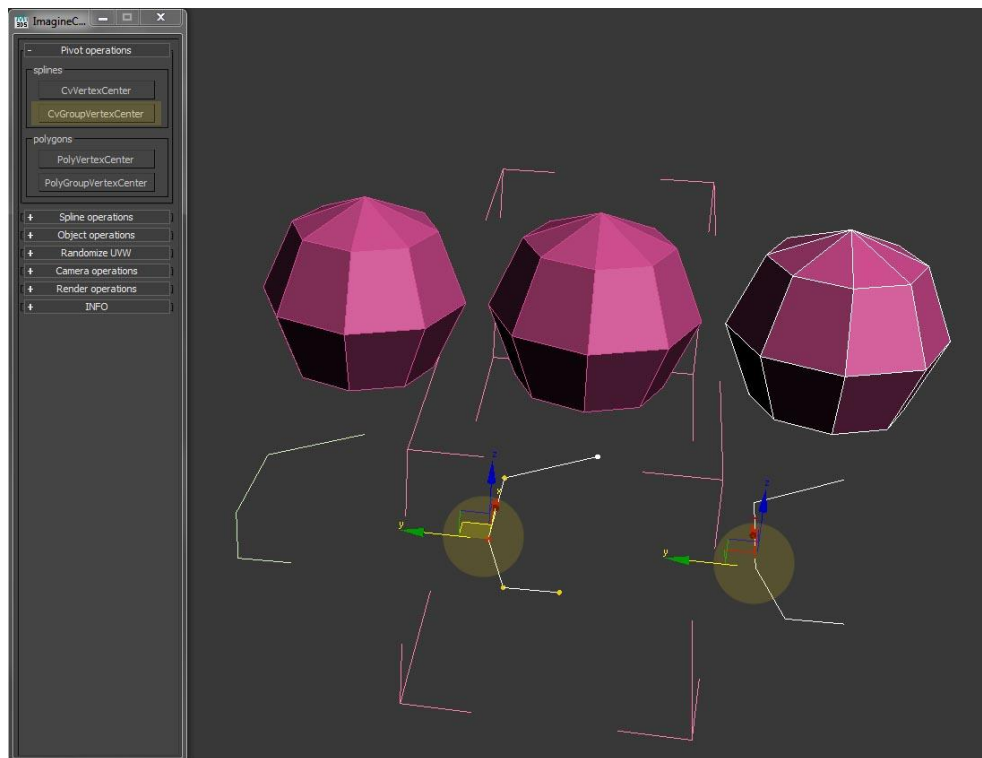 ImagineC...
- Pivot operations
splines
CvVertexCenter
CvGroupVertexCenter
polygons
PolyVertexCenter
PolyGroupVertexCenter
+ Spline operations
+ Object operations
+ Randomize UVW
+ Camera operations
+ Render operations
+ INFO
z
x
y
z
y